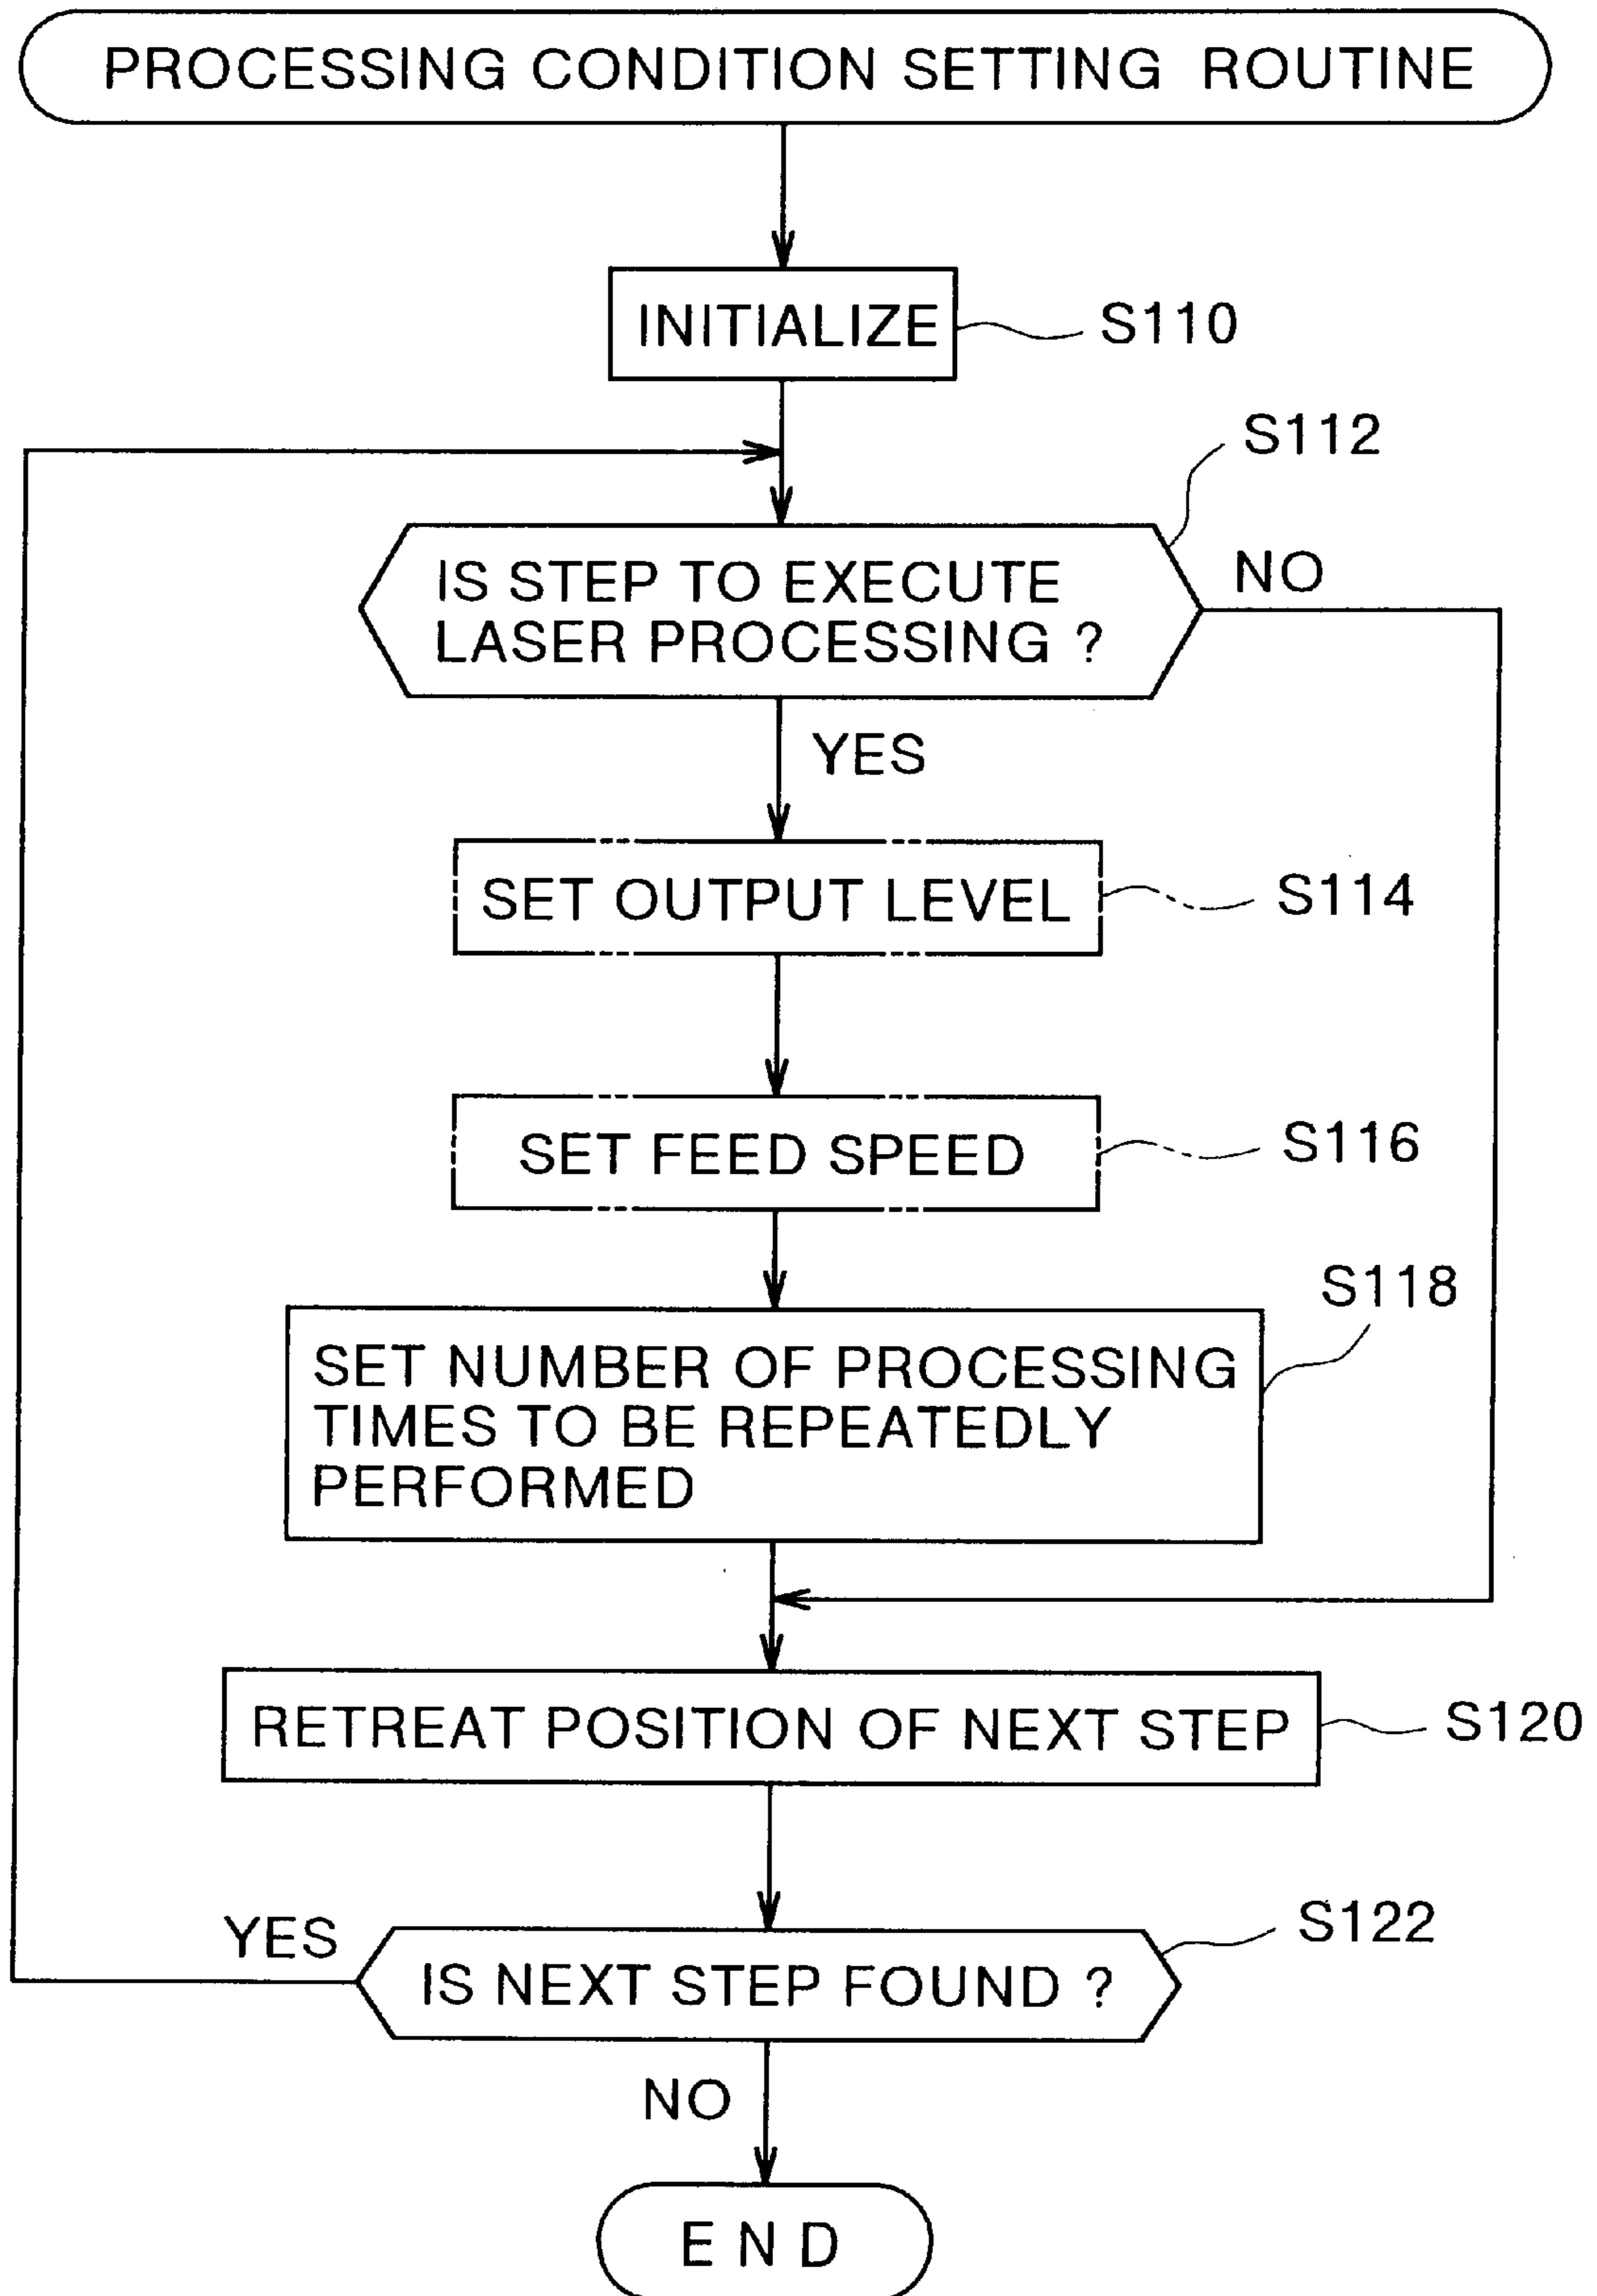 PROCESSING CONDITION SETTING ROUTINE
INITIALIZE
S110
S112
IS STEP TO EXECUTE
LASER PROCESSING ?
NO
YES
SET OUTPUT LEVEL
S114
SET FEED SPEED
S116
S118
SET NUMBER OF PROCESSING
TIMES TO BE REPEATEDLY
PERFORMED
RETREAT POSITION OF NEXT STEP
S120
S122
YES
IS NEXT STEP FOUND ?
NO
END